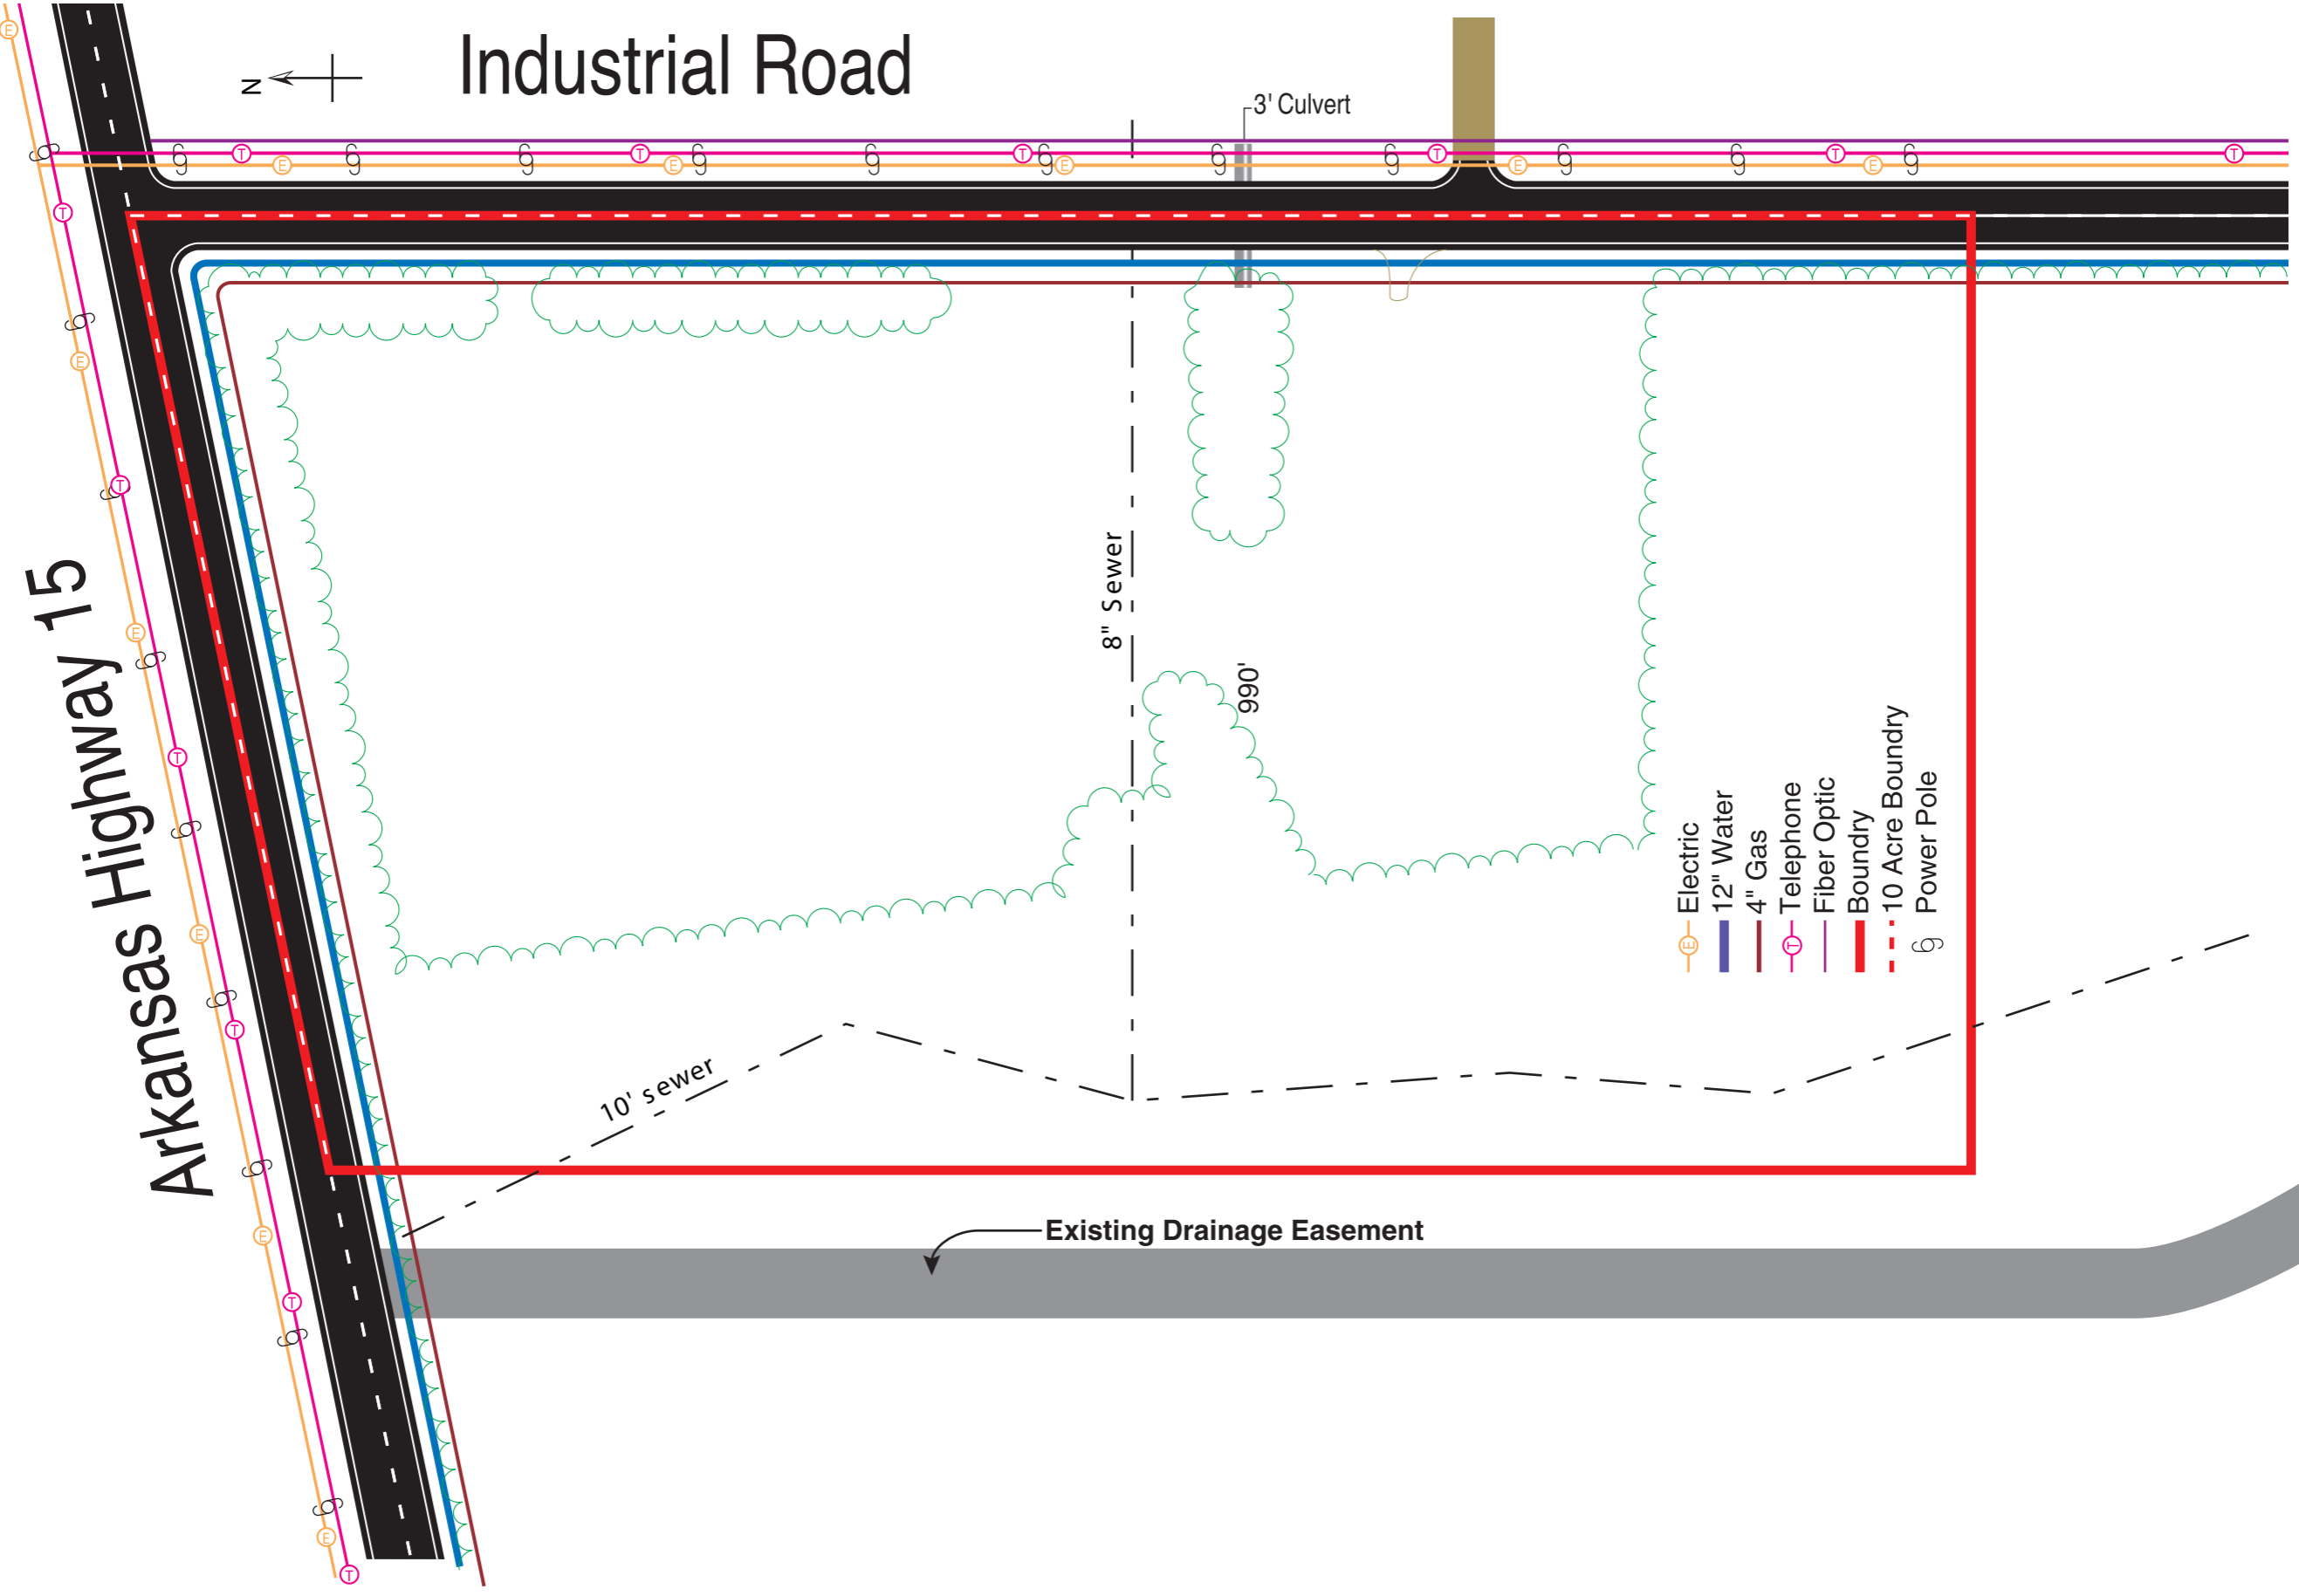 Industrial Road
N
3' Culvert
Arkansas Highway 15
8" Sewer
990'
10' sewer
Electric
12" Water
4" Gas
Telephone
Fiber Optic
Boundry
10 Acre Boundry
Power Pole
Existing Drainage Easement
E
T